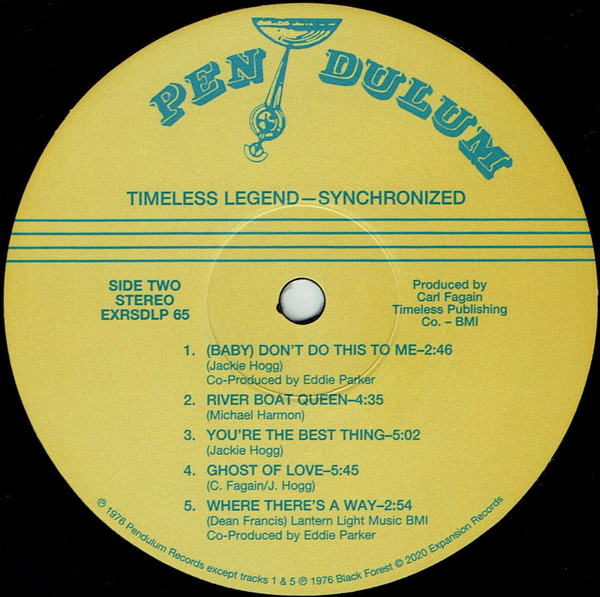 PENDULUM
TIMELESS LEGEND–SYNCHRONIZED
SIDE TWO
STEREO
EXRSDLP 65
Produced by
Carl Fagain
Timeless Publishing
Co. – BMI
1. (BABY) DON'T DO THIS TO ME–2:46
(Jackie Hogg)
Co-Produced by Eddie Parker
2. RIVER BOAT QUEEN–4:35
(Michael Harmon)
3. YOU'RE THE BEST THING–5:02
(Jackie Hogg)
4. GHOST OF LOVE–5:45
(C. Fagain/J. Hogg)
5. WHERE THERE'S A WAY–2:54
(Dean Francis) Lantern Light Music BMI
Co-Produced by Eddie Parker
℗ 1976 Pendulum Records except tracks 1 & 5 ℗ 1976 Black Forest © 2020 Expansion Records